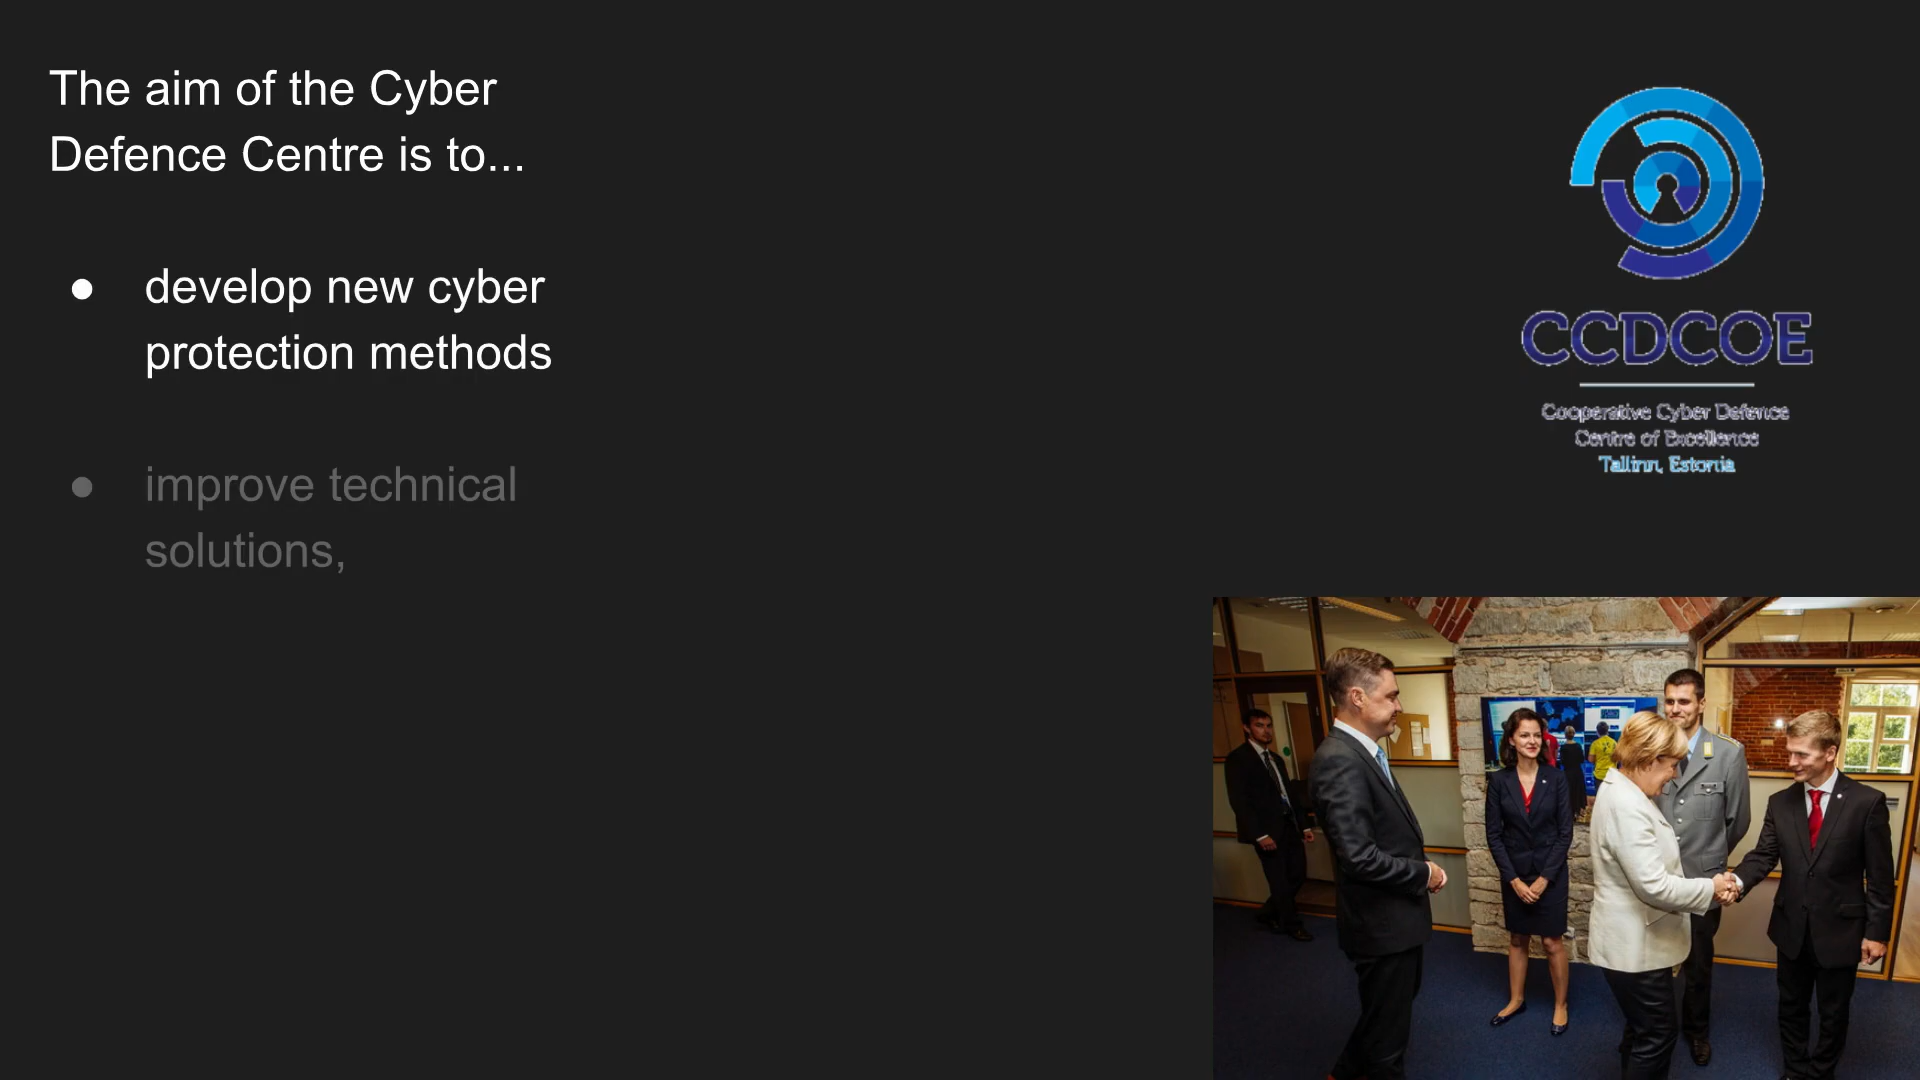 The aim of the Cyber
Defence Centre is to...
● develop new cyber
protection methods
● improve technical
solutions,
CCDCOE
Cooperative Cyber Defence
Centre of Excellence
Tallinn, Estonia